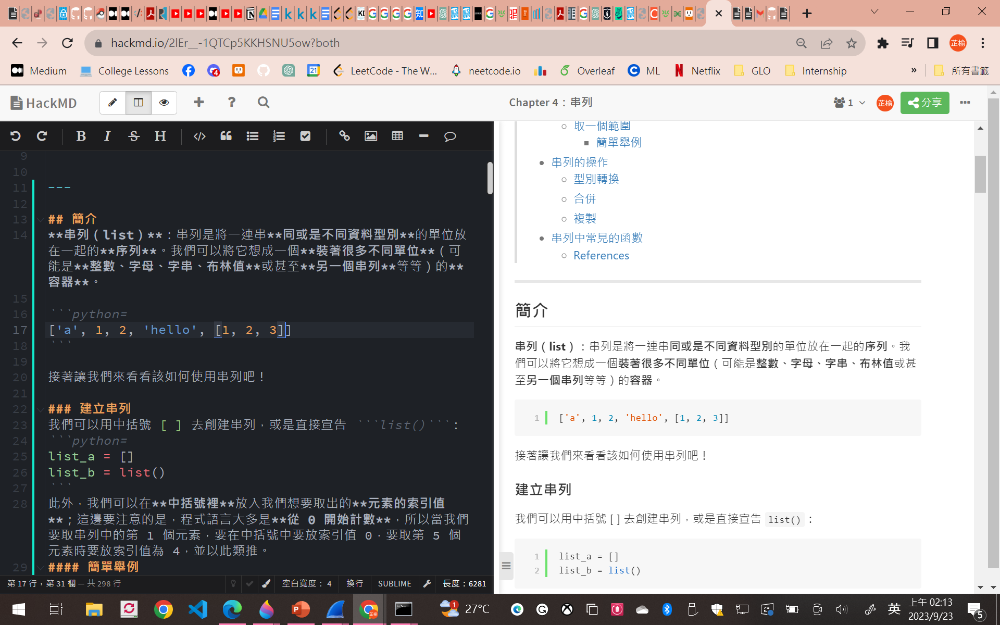 hackmd.io/2lEr__-1QTCp5KKHSNU5ow?both
芷榆
Medium
College Lessons
LeetCode - The W...
neetcode.io
Overleaf
ML
Netflix
GLO
Internship
»
所有書籤
HackMD
Chapter 4：串列
1
芷榆
分享
B I S H
9
10
11 ---
12
13 ## 簡介
14 **串列（list）**：串列是將一連串**同或是不同資料型別**的單位放
在一起的**序列**。我們可以將它想成一個**裝著很多不同單位**（可
能是**整數、字母、字串、布林值**或甚至**另一個串列**等等）的**
容器**。
15
16 ```python=
17 ['a', 1, 2, 'hello', [1, 2, 3]]
18 ```
19
20 接著讓我們來看看該如何使用串列吧！
21
22 ### 建立串列
23 我們可以用中括號 [ ] 去創建串列，或是直接宣告 ```list()```：
24 ```python=
25 list_a = []
26 list_b = list()
27 ```
28 此外，我們可以在**中括號裡**放入我們想要取出的**元素的索引值
**；這邊要注意的是，程式語言大多是**從 0 開始計數**，所以當我們
要取串列中的第 1 個元素，要在中括號中要放索引值 0，要取第 5 個
元素時要放索引值為 4，並以此類推。
29 #### 簡單舉例
第 17 行，第 31 欄 — 共 298 行
空白寬度： 4
換行
SUBLIME
長度：6281
取一個範圍
簡單舉例
串列的操作
型別轉換
合併
複製
串列中常見的函數
References
簡介
串列（list）：串列是將一連串同或是不同資料型別的單位放在一起的序列。我
們可以將它想成一個裝著很多不同單位（可能是整數、字母、字串、布林值或甚
至另一個串列等等）的容器。
1 ['a', 1, 2, 'hello', [1, 2, 3]]
接著讓我們來看看該如何使用串列吧！
建立串列
我們可以用中括號 [ ] 去創建串列，或是直接宣告 list()：
1 list_a = []
2 list_b = list()
1
27°C
英
上午 02:13
2023/9/23
5